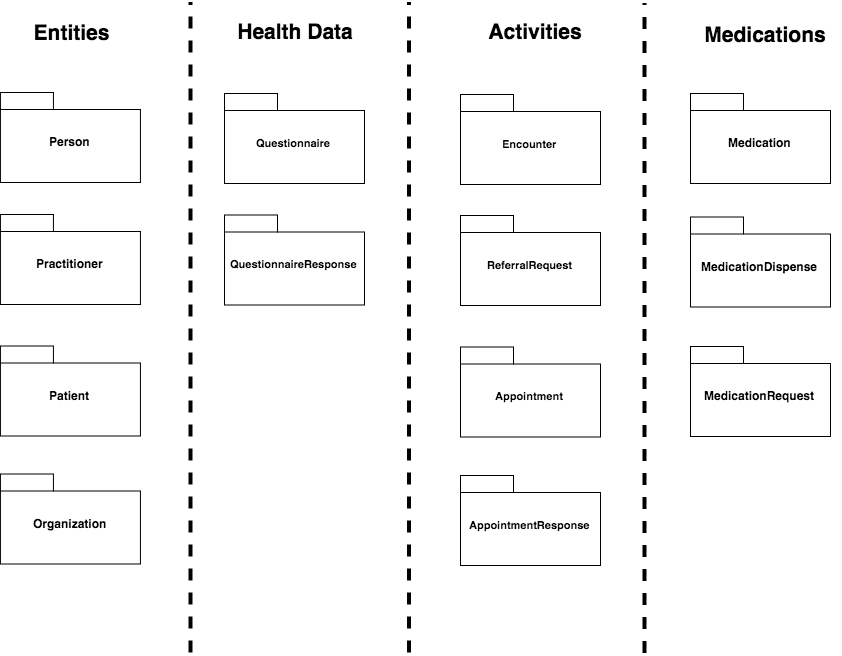 Entities
Health Data
Activities
Medications
Person
Questionnaire
Encounter
Medication
Practitioner
QuestionnaireResponse
ReferralRequest
MedicationDispense
Patient
Appointment
MedicationRequest
Organization
AppointmentResponse